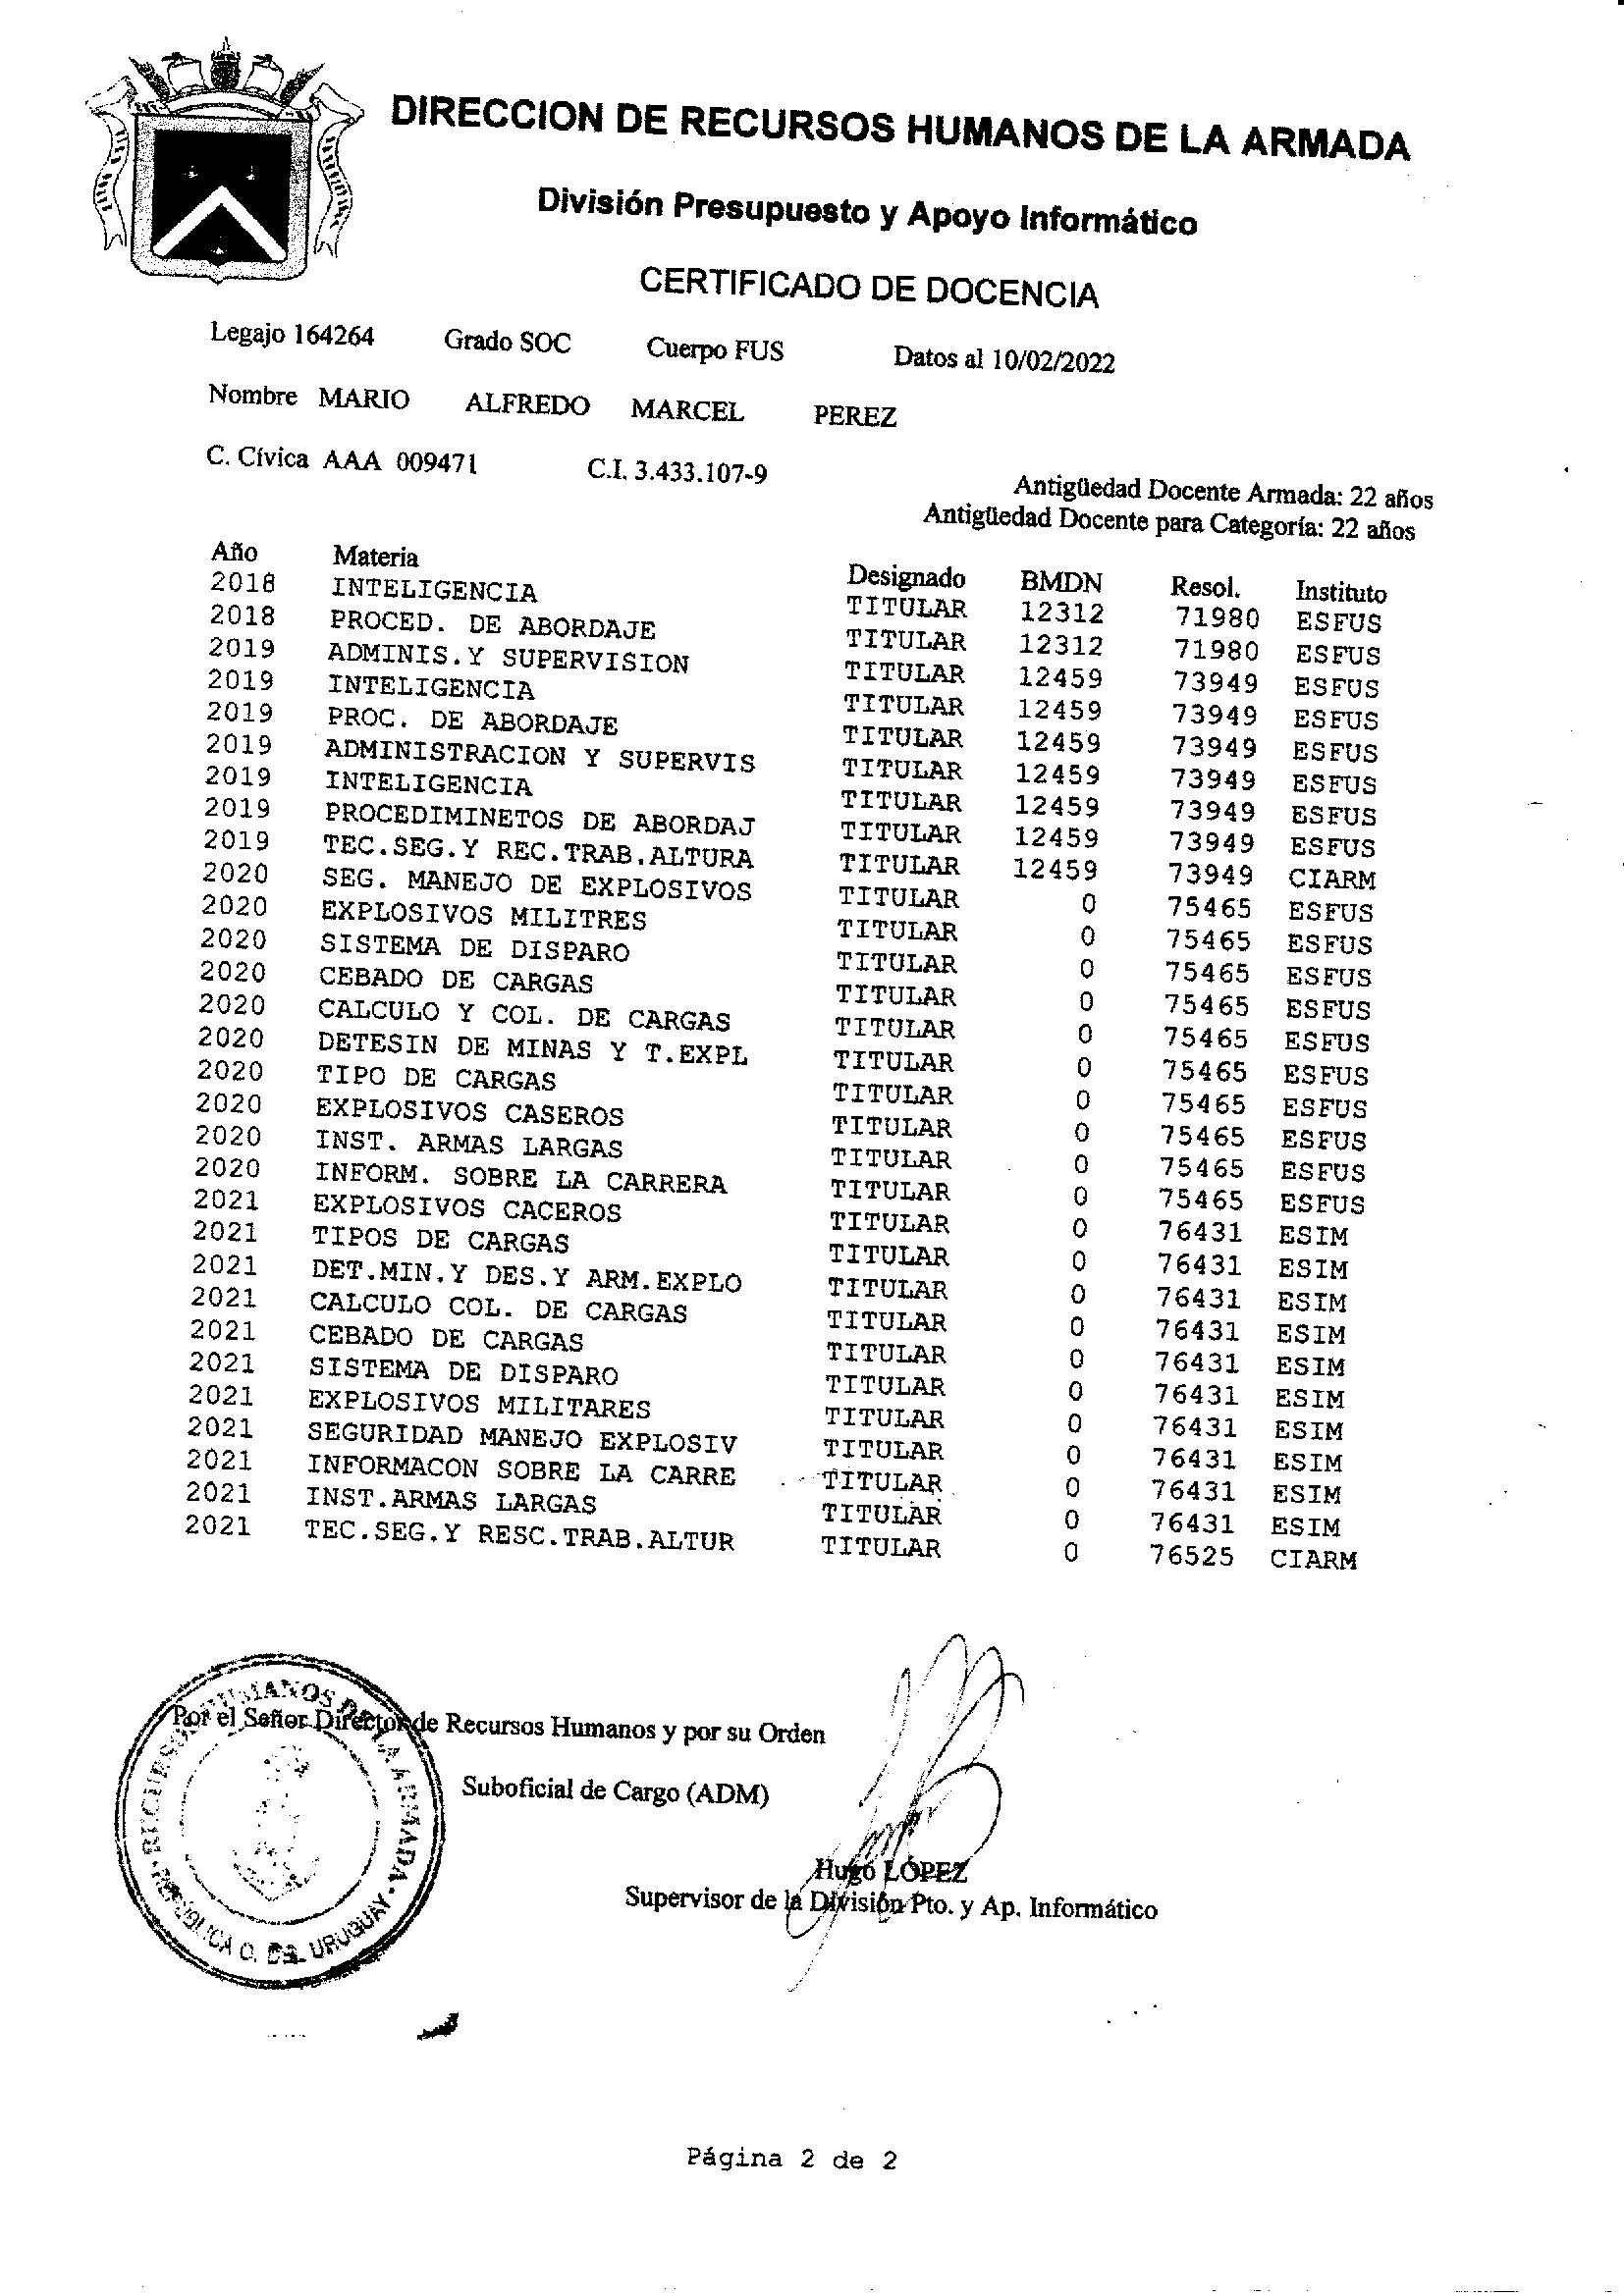 DIRECCION DE RECURSOS HUMANOS DE LA ARMADA
División Presupuesto y Apoyo Informático
CERTIFICADO DE DOCENCIA
Legajo 164264 Grado SOC Cuerpo FUS Datos al 10/02/2022
Nombre MARIO ALFREDO MARCEL PEREZ
C. Cívica AAA 009471 C.I. 3.433.107-9
Antigüedad Docente Armada: 22 años
Antigüedad Docente para Categoría: 22 años
Año Materia Designado BMDN Resol. Instituto
2018 INTELIGENCIA TITULAR 12312 71980 ESFUS
2018 PROCED. DE ABORDAJE TITULAR 12312 71980 ESFUS
2019 ADMINIS.Y SUPERVISION TITULAR 12459 73949 ESFUS
2019 INTELIGENCIA TITULAR 12459 73949 ESFUS
2019 PROC. DE ABORDAJE TITULAR 12459 73949 ESFUS
2019 ADMINISTRACION Y SUPERVIS TITULAR 12459 73949 ESFUS
2019 INTELIGENCIA TITULAR 12459 73949 ESFUS
2019 PROCEDIMINETOS DE ABORDAJ TITULAR 12459 73949 ESFUS
2019 TEC.SEG.Y REC.TRAB.ALTURA TITULAR 12459 73949 CIARM
2020 SEG. MANEJO DE EXPLOSIVOS TITULAR 0 75465 ESFUS
2020 EXPLOSIVOS MILITRES TITULAR 0 75465 ESFUS
2020 SISTEMA DE DISPARO TITULAR 0 75465 ESFUS
2020 CEBADO DE CARGAS TITULAR 0 75465 ESFUS
2020 CALCULO Y COL. DE CARGAS TITULAR 0 75465 ESFUS
2020 DETESIN DE MINAS Y T.EXPL TITULAR 0 75465 ESFUS
2020 TIPO DE CARGAS TITULAR 0 75465 ESFUS
2020 EXPLOSIVOS CASEROS TITULAR 0 75465 ESFUS
2020 INST. ARMAS LARGAS TITULAR 0 75465 ESFUS
2020 INFORM. SOBRE LA CARRERA TITULAR 0 75465 ESFUS
2021 EXPLOSIVOS CACEROS TITULAR 0 76431 ESIM
2021 TIPOS DE CARGAS TITULAR 0 76431 ESIM
2021 DET.MIN.Y DES.Y ARM.EXPLO TITULAR 0 76431 ESIM
2021 CALCULO COL. DE CARGAS TITULAR 0 76431 ESIM
2021 CEBADO DE CARGAS TITULAR 0 76431 ESIM
2021 SISTEMA DE DISPARO TITULAR 0 76431 ESIM
2021 EXPLOSIVOS MILITARES TITULAR 0 76431 ESIM
2021 SEGURIDAD MANEJO EXPLOSIV TITULAR 0 76431 ESIM
2021 INFORMACON SOBRE LA CARRE TITULAR 0 76431 ESIM
2021 INST.ARMAS LARGAS TITULAR 0 76431 ESIM
2021 TEC.SEG.Y RESC.TRAB.ALTUR TITULAR 0 76525 CIARM
RECURSOS HUMANOS DE LA ARMADA
REPÚBLICA O. DEL URUGUAY
Por el Señor Director de Recursos Humanos y por su Orden
Suboficial de Cargo (ADM)
Hugo LÓPEZ
Supervisor de la División Pto. y Ap. Informático
Página 2 de 2